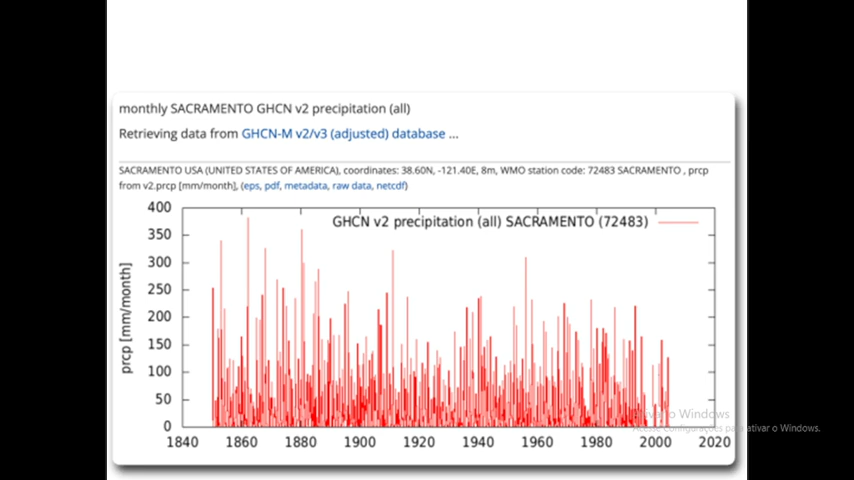 monthly SACRAMENTO GHCN v2 precipitation (all)
Retrieving data from GHCN-M v2/v3 (adjusted) database ...
SACRAMENTO USA (UNITED STATES OF AMERICA), coordinates: 38.60N, -121.40E, 8m, WMO station code: 72483 SACRAMENTO , prcp
from v2.prcp [mm/month], (eps, pdf, metadata, raw data, netcdf)
GHCN v2 precipitation (all) SACRAMENTO (72483)
prcp [mm/month]
400
350
300
250
200
150
100
50
0
1840 1860 1880 1900 1920 1940 1960 1980 2000 2020
Windows
ativar o Windows.